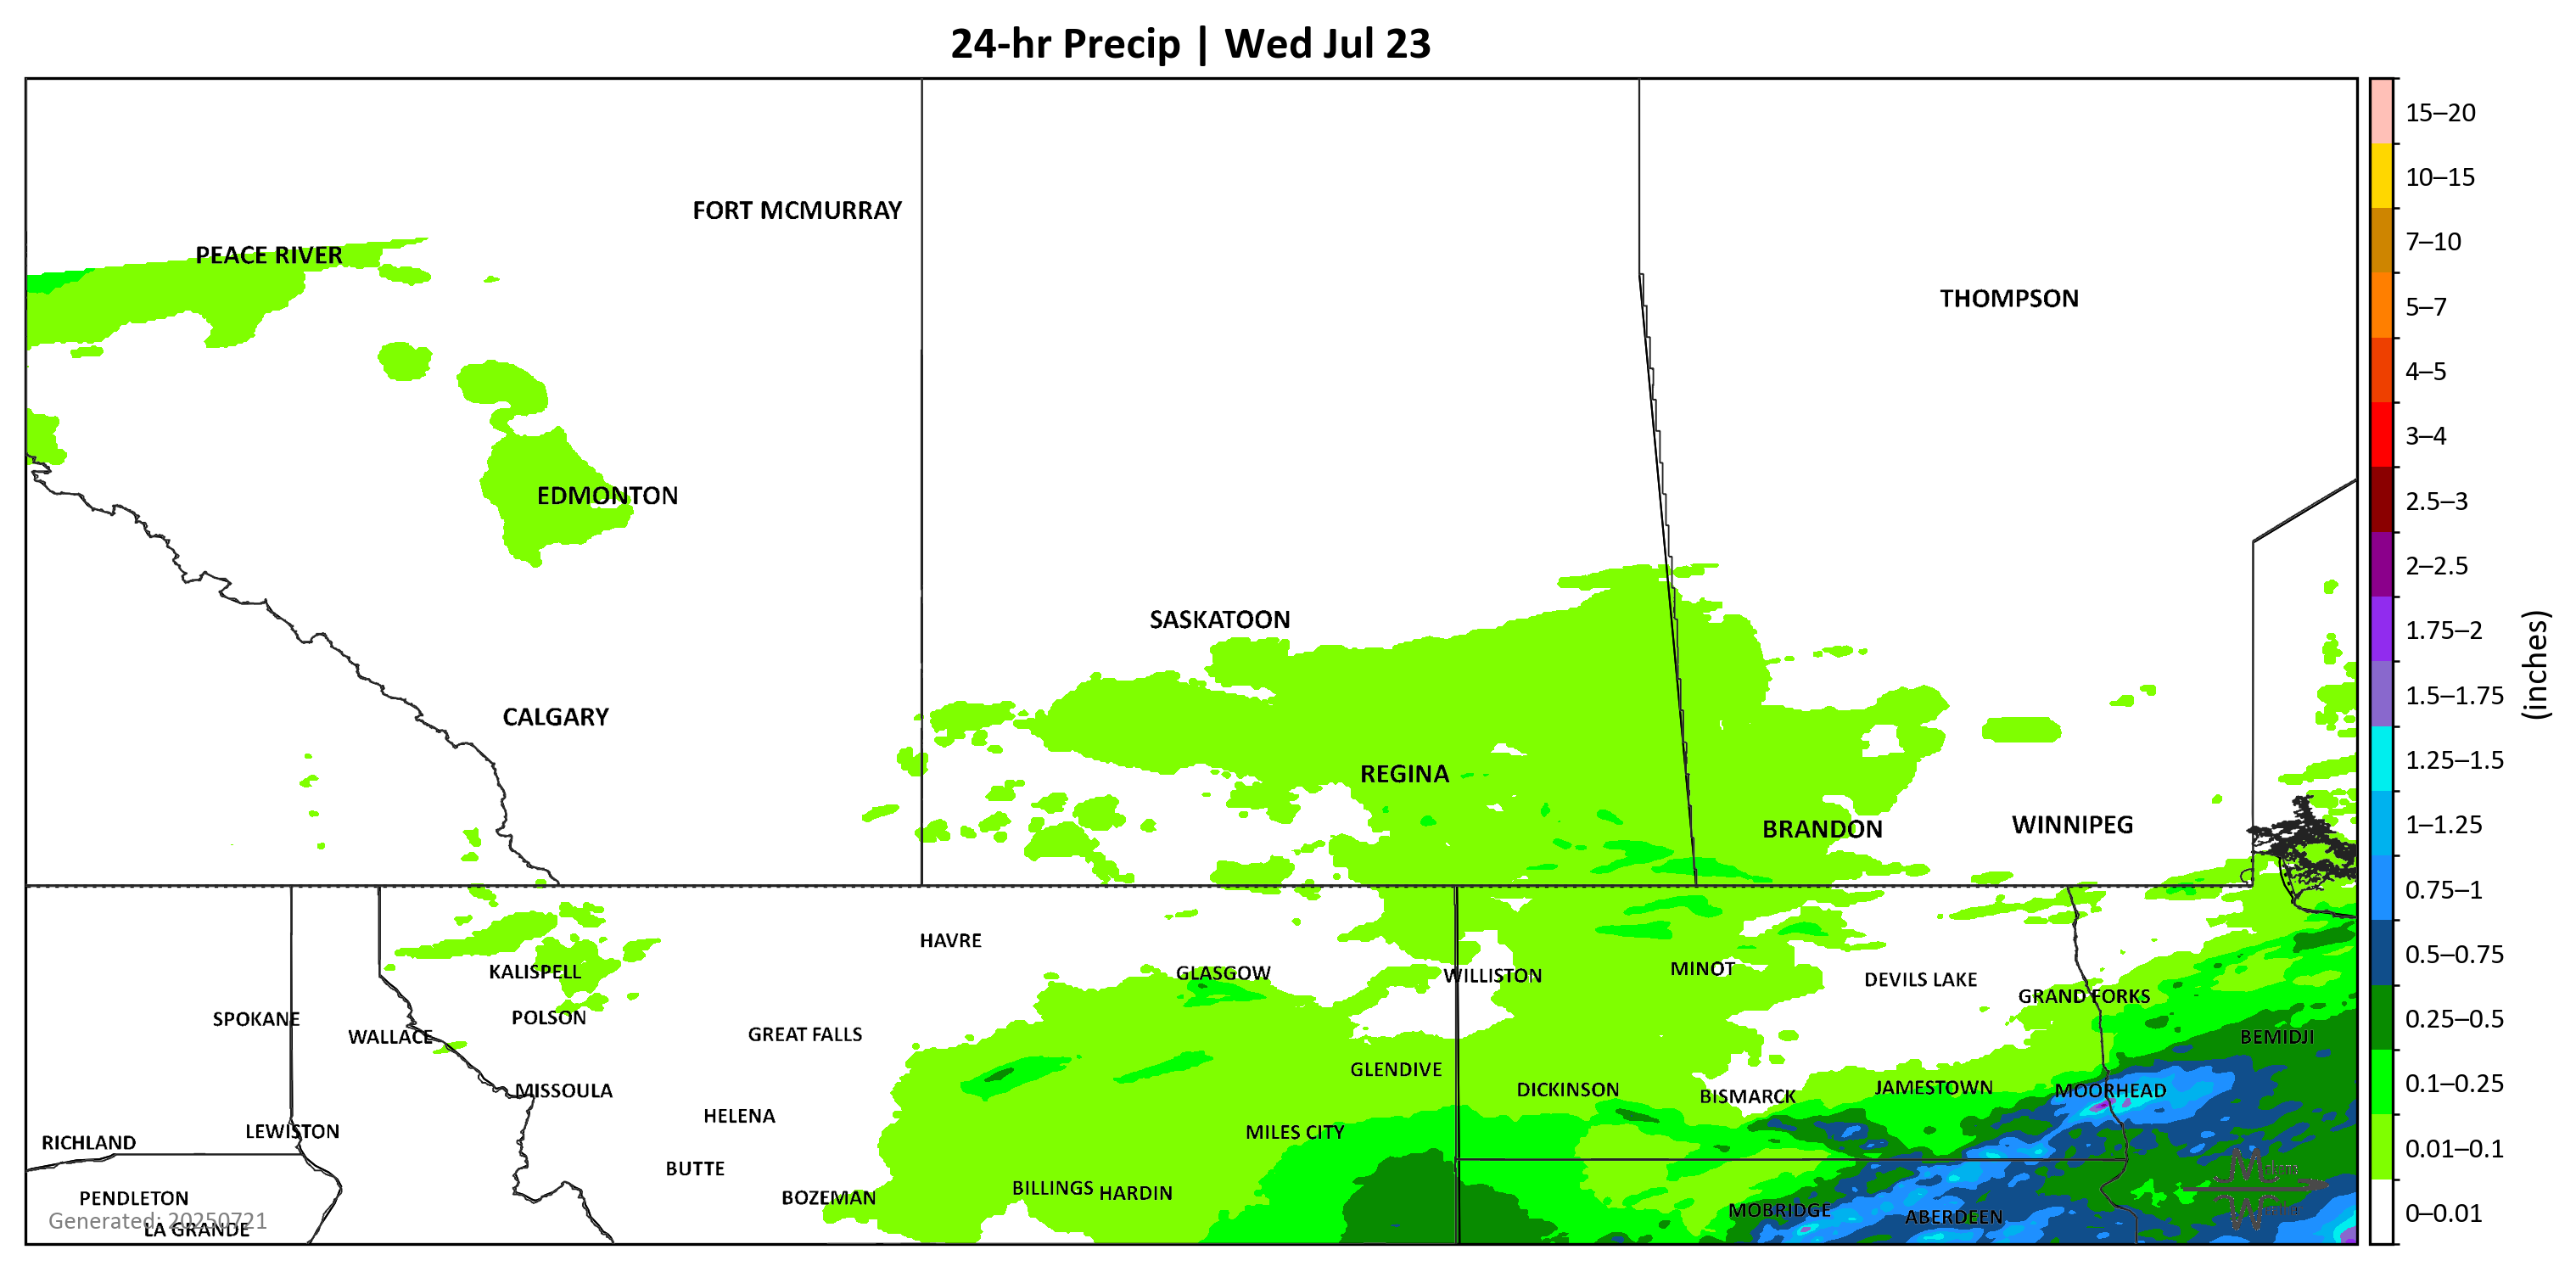 24-hr Precip | Wed Jul 23
FORT MCMURRAY
PEACE RIVER
THOMPSON
EDMONTON
SASKATOON
CALGARY
REGINA
BRANDON
WINNIPEG
HAVRE
KALISPELL
GLASGOW
WILLISTON
MINOT
DEVILS LAKE
GRAND FORKS
SPOKANE
WALLACE
POLSON
GREAT FALLS
BEMIDJI
GLENDIVE
MISSOULA
DICKINSON
BISMARCK
JAMESTOWN
MOORHEAD
HELENA
RICHLAND
LEWISTON
MILES CITY
BUTTE
PENDLETON
BOZEMAN
BILLINGS
HARDIN
MOBRIDGE
ABERDEEN
Generated: 20250721
LA GRANDE
15–20
10–15
7–10
5–7
4–5
3–4
2.5–3
2–2.5
1.75–2
1.5–1.75
1.25–1.5
1–1.25
0.75–1
0.5–0.75
0.25–0.5
0.1–0.25
0.01–0.1
0–0.01
(inches)